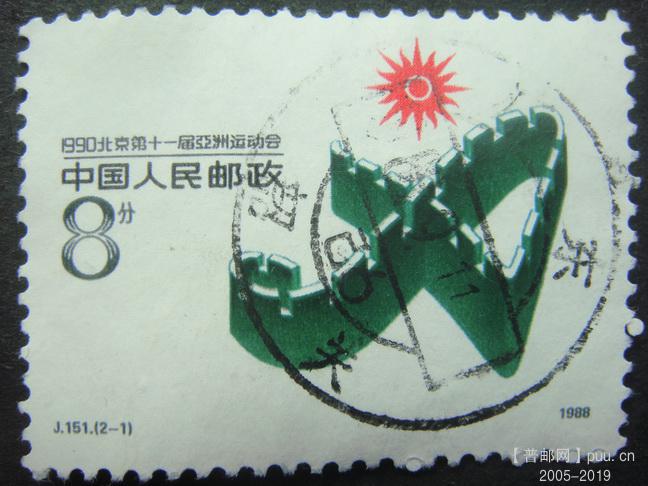 1990北京第十一届亞洲运动会
中国人民邮政
8分
J.151.(2-1)
1988
【普邮网】puu.cn
2005-2019